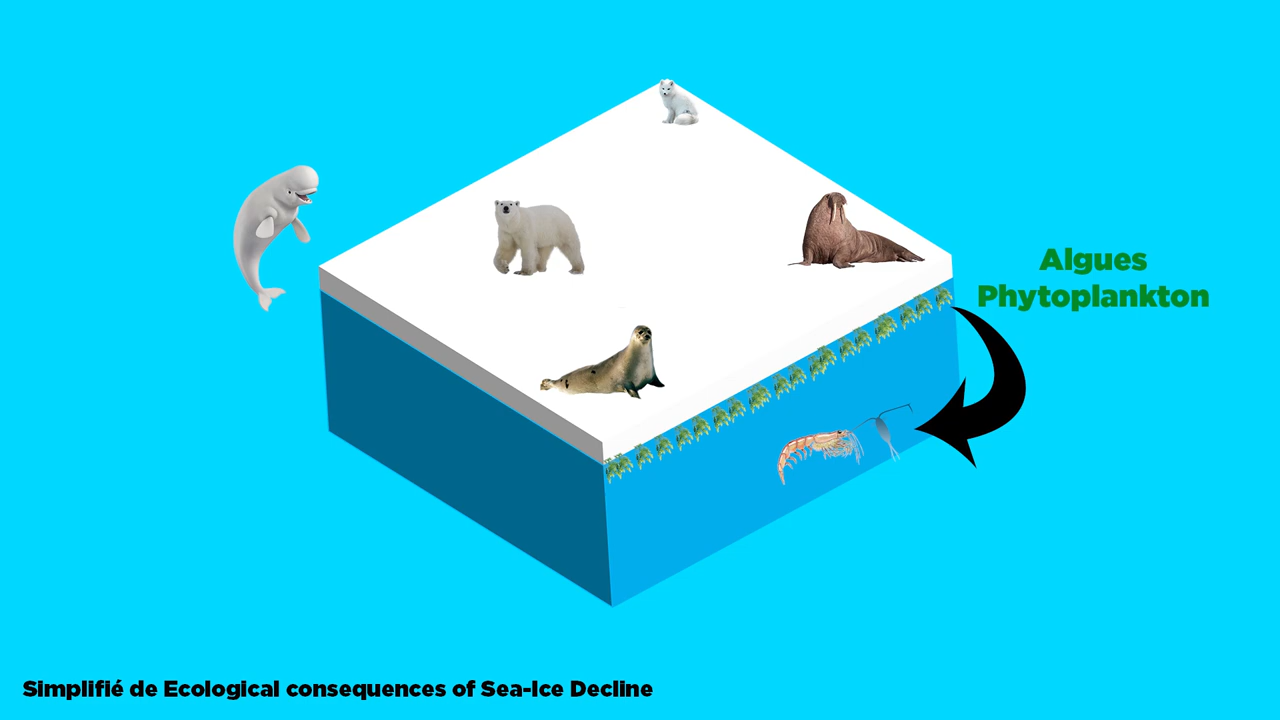 Algues
Phytoplankton
Simplifié de Ecological consequences of Sea-Ice Decline